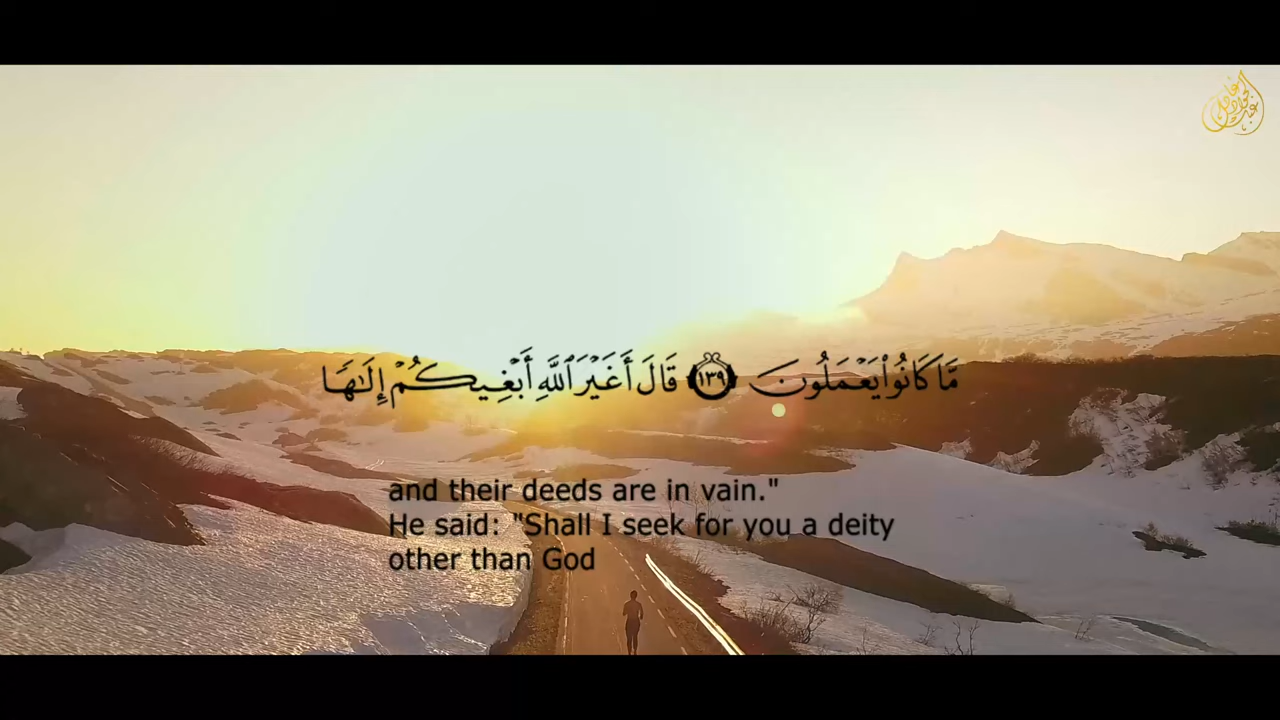 مَّا كَانُوا۟ يَعْمَلُونَ ۝١٣٩ قَالَ أَغَيْرَ ٱللَّهِ أَبْغِيكُمْ إِلَـٰهًا
and their deeds are in vain."
He said: "Shall I seek for you a deity
other than God